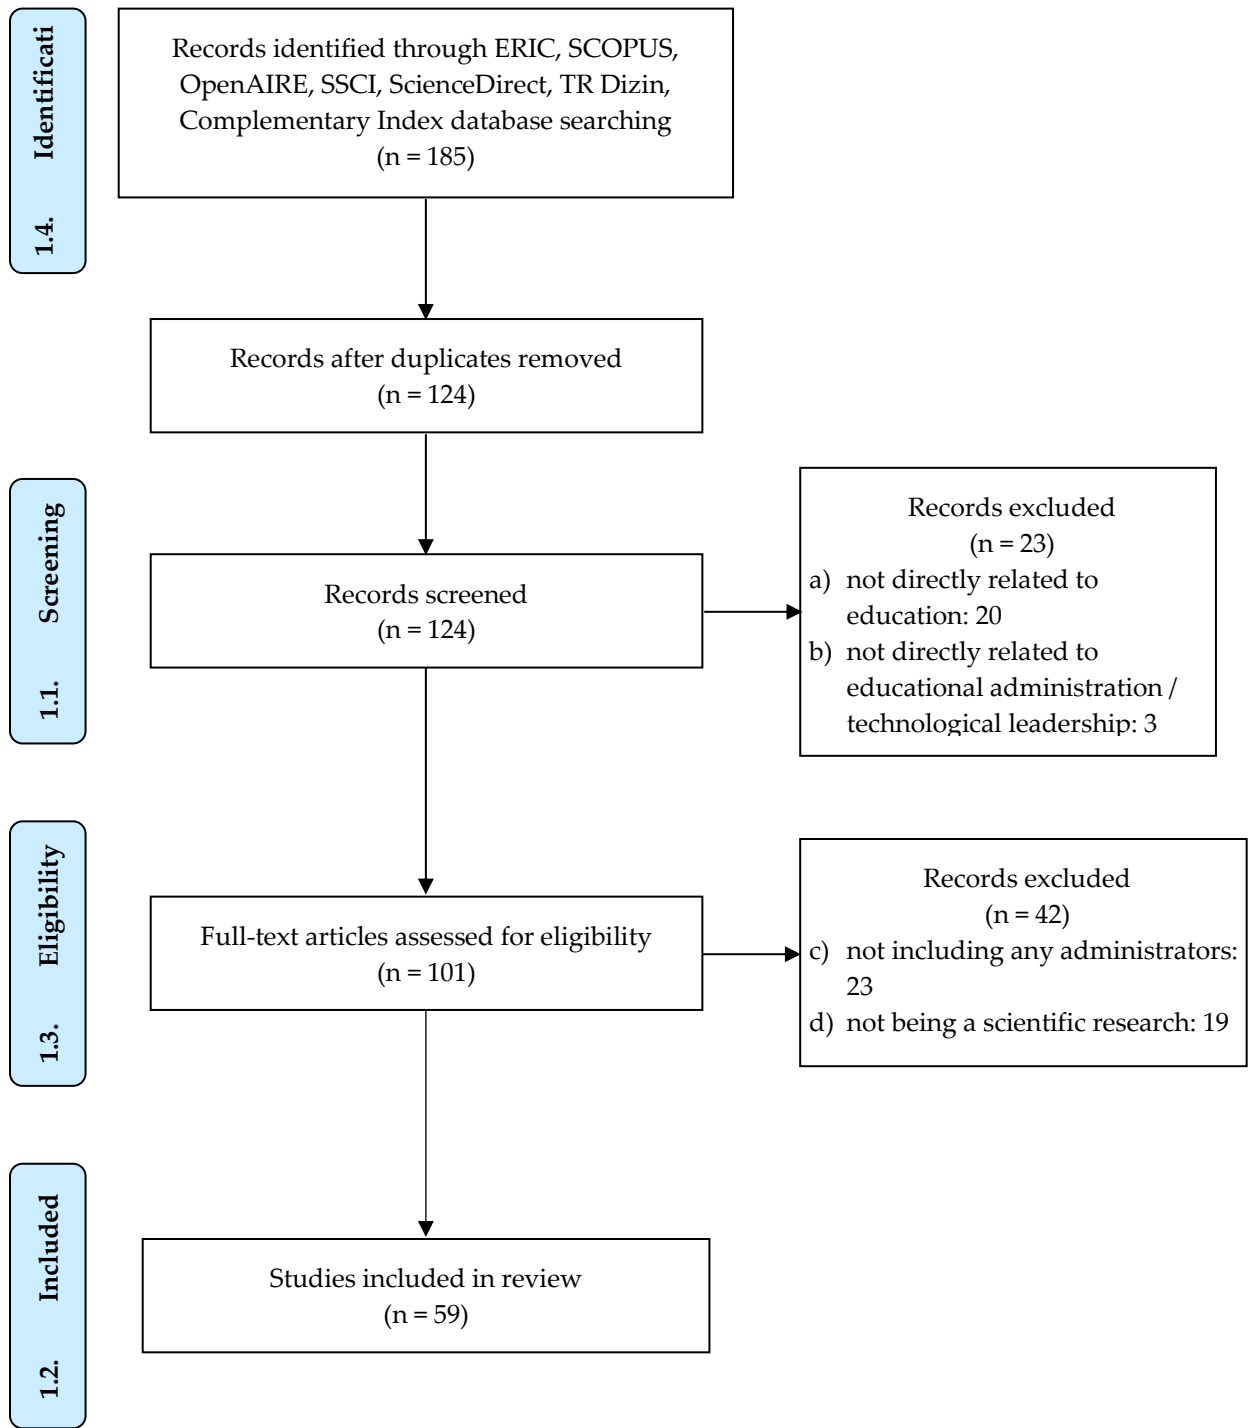 1.4. Identificati
Records identified through ERIC, SCOPUS,
OpenAIRE, SSCI, ScienceDirect, TR Dizin,
Complementary Index database searching
(n = 185)
Records after duplicates removed
(n = 124)
1.1. Screening
Records screened
(n = 124)
Records excluded
(n = 23)
a) not directly related to
education: 20
b) not directly related to
educational administration /
technological leadership: 3
1.3. Eligibility
Full-text articles assessed for eligibility
(n = 101)
Records excluded
(n = 42)
c) not including any administrators:
23
d) not being a scientific research: 19
1.2. Included
Studies included in review
(n = 59)